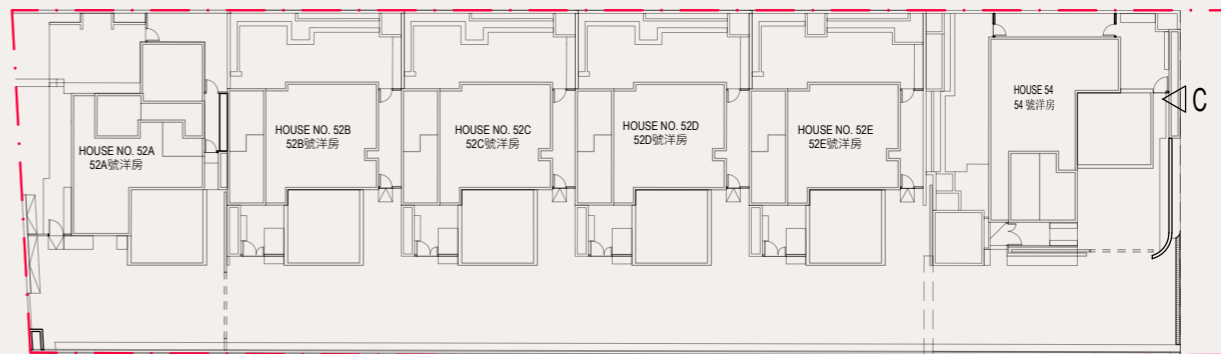 HOUSE NO. 52A
52A號洋房
HOUSE NO. 52B
52B號洋房
HOUSE NO. 52C
52C號洋房
HOUSE NO. 52D
52D號洋房
HOUSE NO. 52E
52E號洋房
HOUSE 54
54 號洋房
C